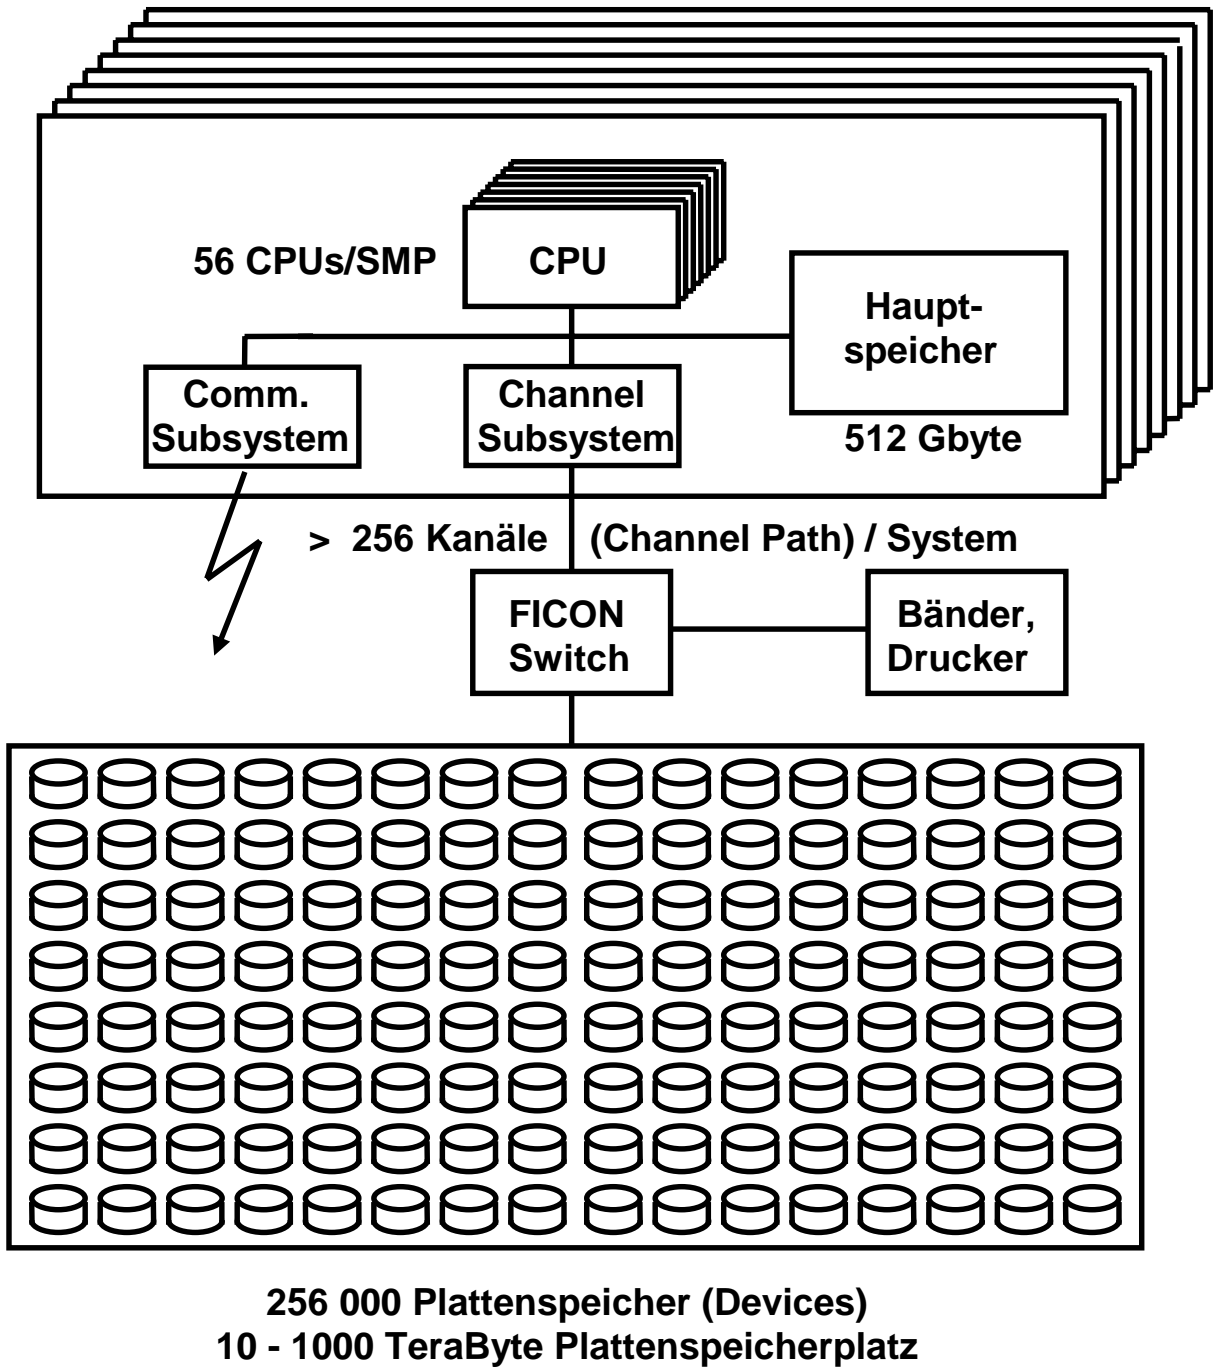 56 CPUs/SMP
CPU
Haupt-
speicher
Comm.
Subsystem
Channel
Subsystem
512 Gbyte
> 256 Kanäle (Channel Path) / System
FICON
Switch
Bänder,
Drucker
256 000 Plattenspeicher (Devices)
10 - 1000 TeraByte Plattenspeicherplatz